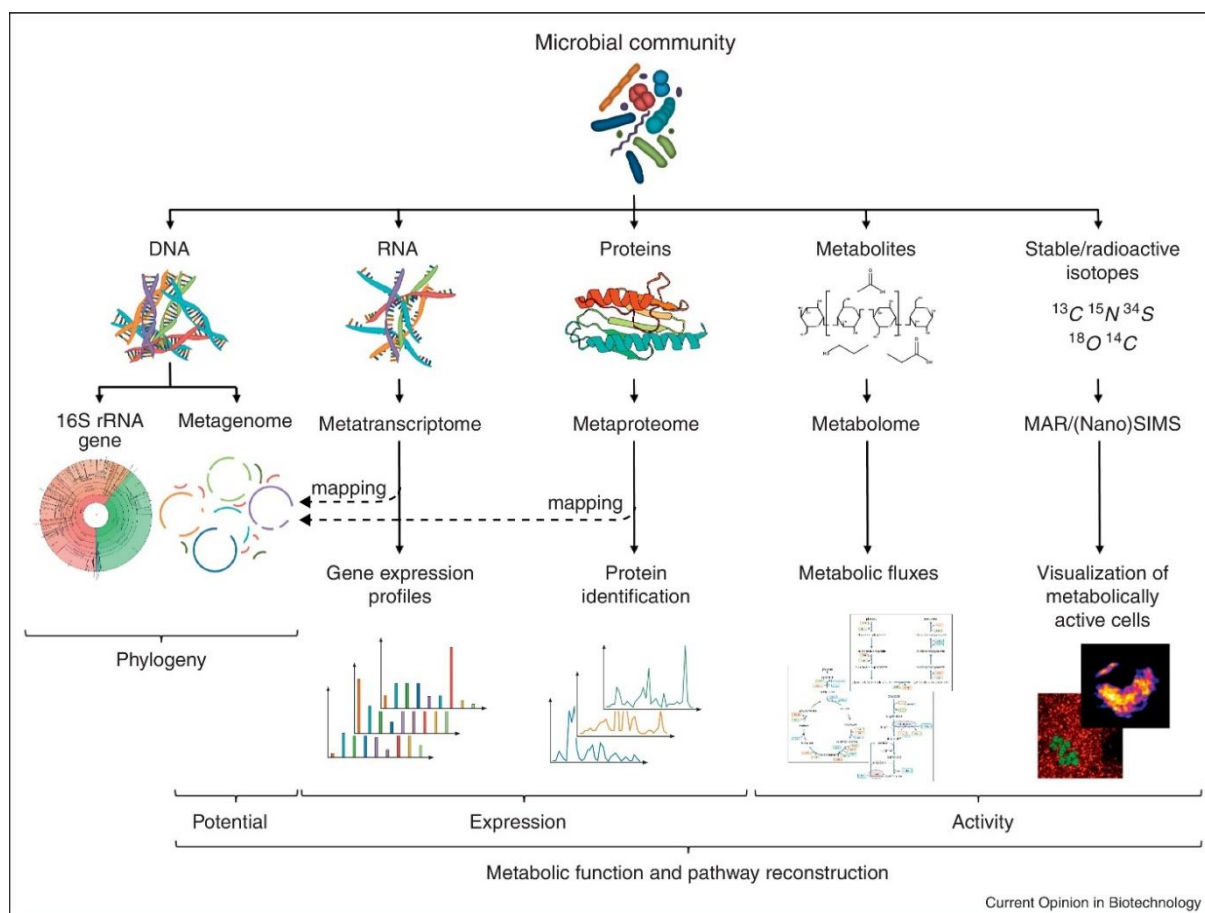 Microbial community
DNA
RNA
Proteins
Metabolites
Stable/radioactive
isotopes
13C 15N 34S
18O 14C
16S rRNA
gene
Metagenome
Metatranscriptome
Metaproteome
Metabolome
MAR/(Nano)SIMS
mapping
mapping
Gene expression
profiles
Protein
identification
Metabolic fluxes
Visualization of
metabolically
active cells
Phylogeny
Potential
Expression
Activity
Metabolic function and pathway reconstruction
Current Opinion in Biotechnology